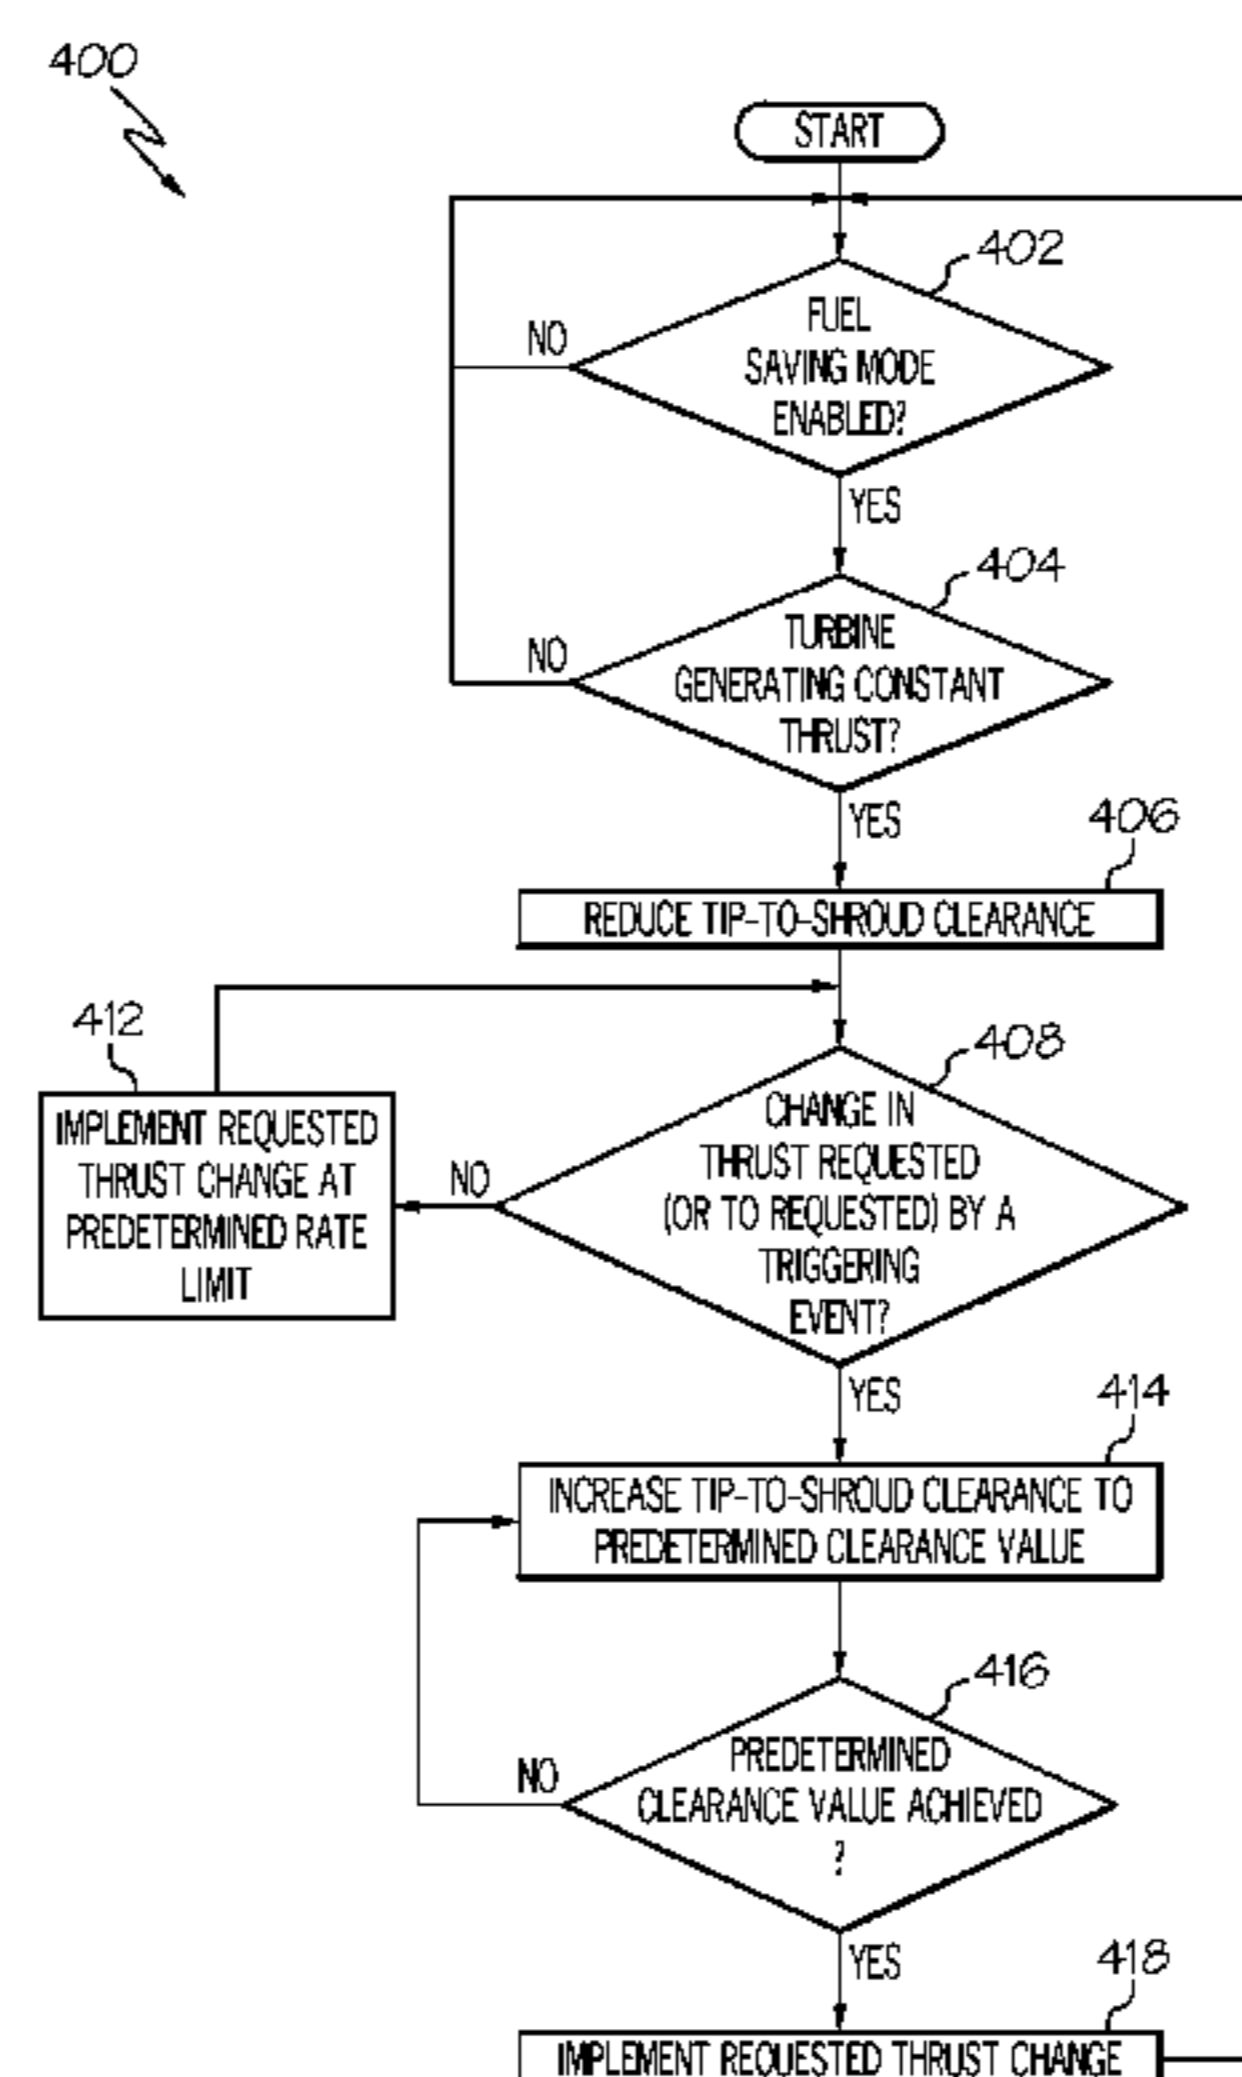 400
START
402
FUEL
SAVING MODE
ENABLED?
NO
YES
404
TURBINE
GENERATING CONSTANT
THRUST?
NO
YES
406
REDUCE TIP-TO-SHROUD CLEARANCE
412
IMPLEMENT REQUESTED
THRUST CHANGE AT
PREDETERMINED RATE
LIMIT
408
CHANGE IN
THRUST REQUESTED
(OR TO REQUESTED) BY A
TRIGGERING
EVENT?
NO
YES
414
INCREASE TIP-TO-SHROUD CLEARANCE TO
PREDETERMINED CLEARANCE VALUE
416
PREDETERMINED
CLEARANCE VALUE ACHIEVED
?
NO
YES
418
IMPLEMENT REQUESTED THRUST CHANGE